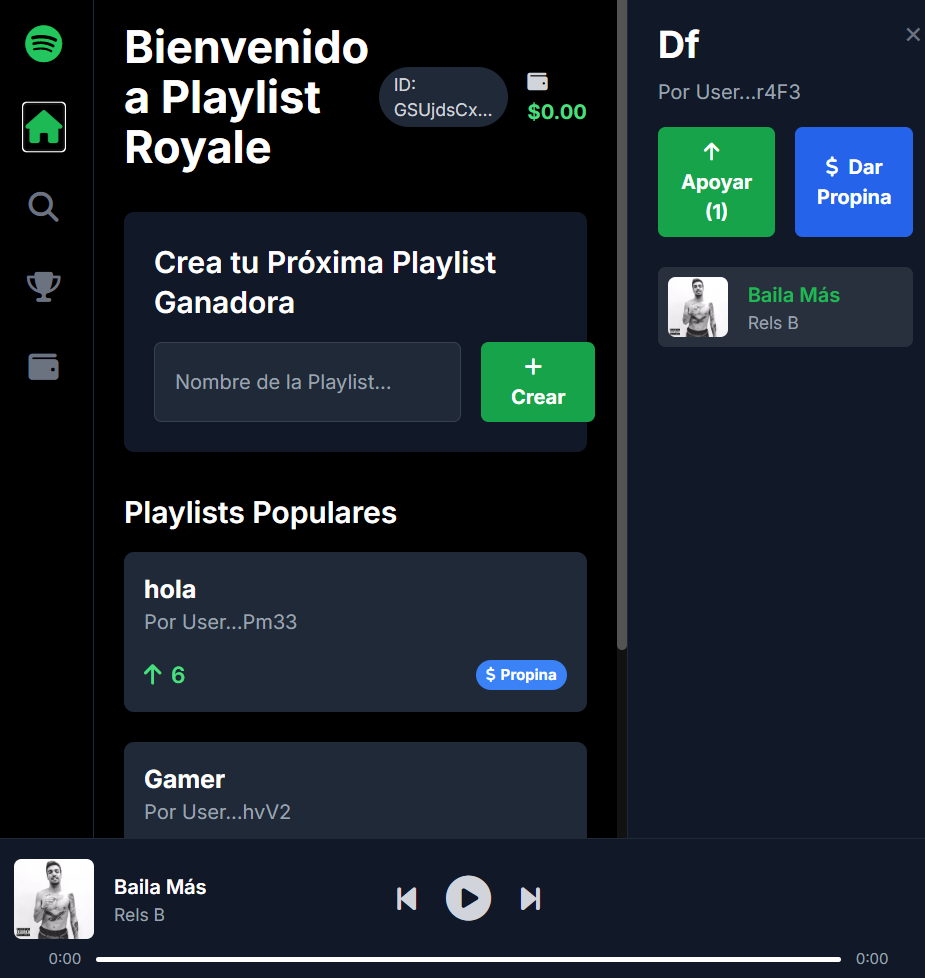 Bienvenido
a Playlist
Royale
ID:
GSUjdsCx...
$0.00
Crea tu Próxima Playlist
Ganadora
Nombre de la Playlist...
+
Crear
Playlists Populares
hola
Por User...Pm33
↑ 6
$ Propina
Gamer
Por User...hvV2
Df
×
Por User...r4F3
↑
Apoyar
(1)
$ Dar
Propina
Baila Más
Rels B
Baila Más
Rels B
0:00
0:00